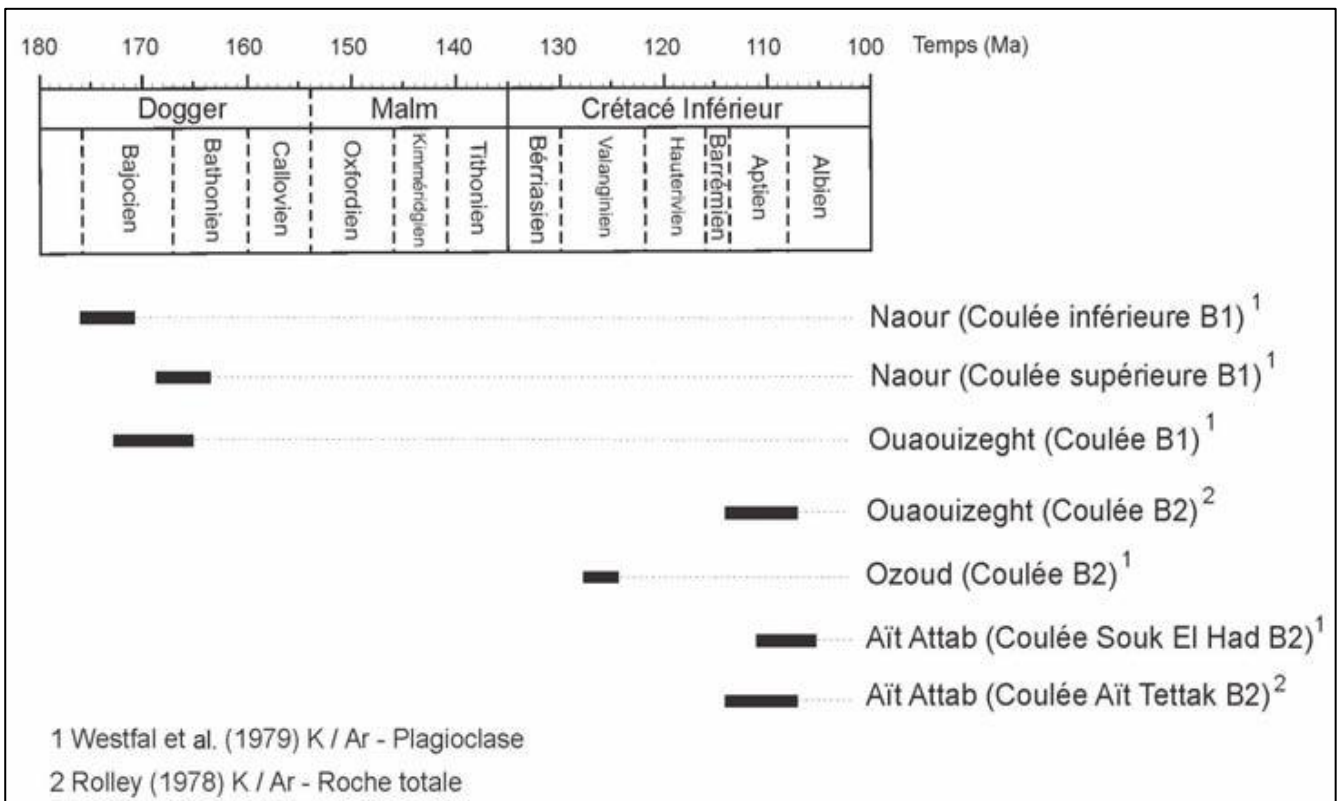 180 170 160 150 140 130 120 110 100 Temps (Ma)
Dogger Malm Crétacé Inférieur
Bajocien Bathonien Callovien Oxfordien Kimméridgien Tithonien Bérriasien Valanginien Hauterivien Barrémien Aptien Albien
Naour (Coulée inférieure B1) 1
Naour (Coulée supérieure B1) 1
Ouaouizeght (Coulée B1) 1
Ouaouizeght (Coulée B2) 2
Ozoud (Coulée B2) 1
Aït Attab (Coulée Souk El Had B2) 1
Aït Attab (Coulée Aït Tettak B2) 2
1 Westfal et al. (1979) K / Ar - Plagioclase
2 Rolley (1978) K / Ar - Roche totale